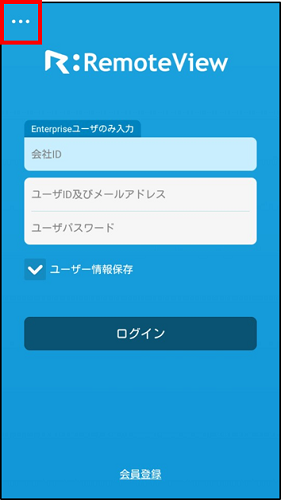 R:RemoteView
Enterpriseユーザのみ入力
会社ID
ユーザID及びメールアドレス
ユーザパスワード
ユーザー情報保存
ログイン
会員登録